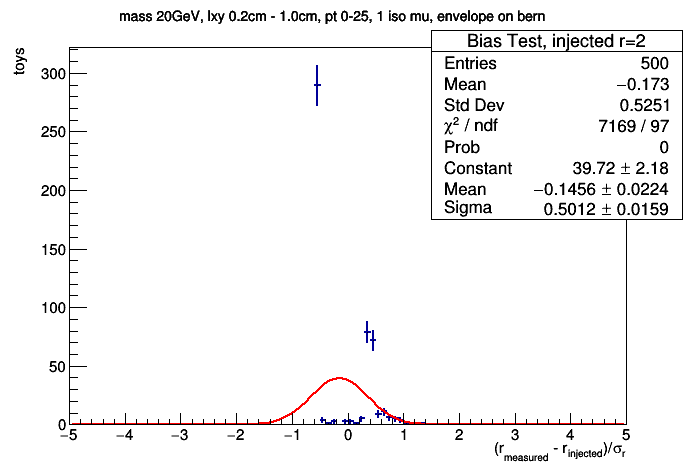 mass 20GeV, lxy 0.2cm - 1.0cm, pt 0-25, 1 iso mu, envelope on bern
toys
Bias Test, injected r=2
Entries 500
Mean −0.173
Std Dev 0.5251
χ² / ndf 7169 / 97
Prob 0
Constant 39.72 ± 2.18
Mean −0.1456 ± 0.0224
Sigma 0.5012 ± 0.0159
300
250
200
150
100
50
0
−5 −4 −3 −2 −1 0 1 2 3 4 5
(r_measured - r_injected)/σ_r